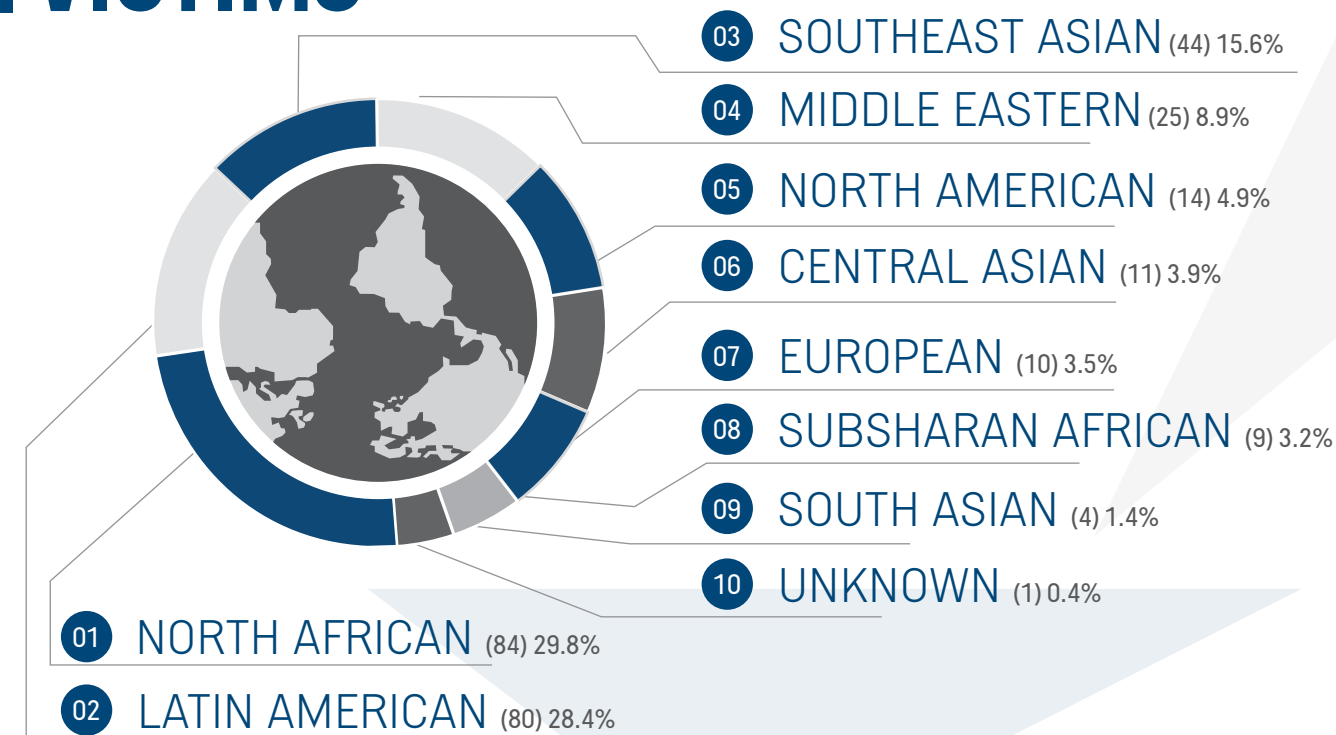 VICTIMS
03 SOUTHEAST ASIAN (44) 15.6%
04 MIDDLE EASTERN (25) 8.9%
05 NORTH AMERICAN (14) 4.9%
06 CENTRAL ASIAN (11) 3.9%
07 EUROPEAN (10) 3.5%
08 SUBSHARAN AFRICAN (9) 3.2%
09 SOUTH ASIAN (4) 1.4%
10 UNKNOWN (1) 0.4%
01 NORTH AFRICAN (84) 29.8%
02 LATIN AMERICAN (80) 28.4%